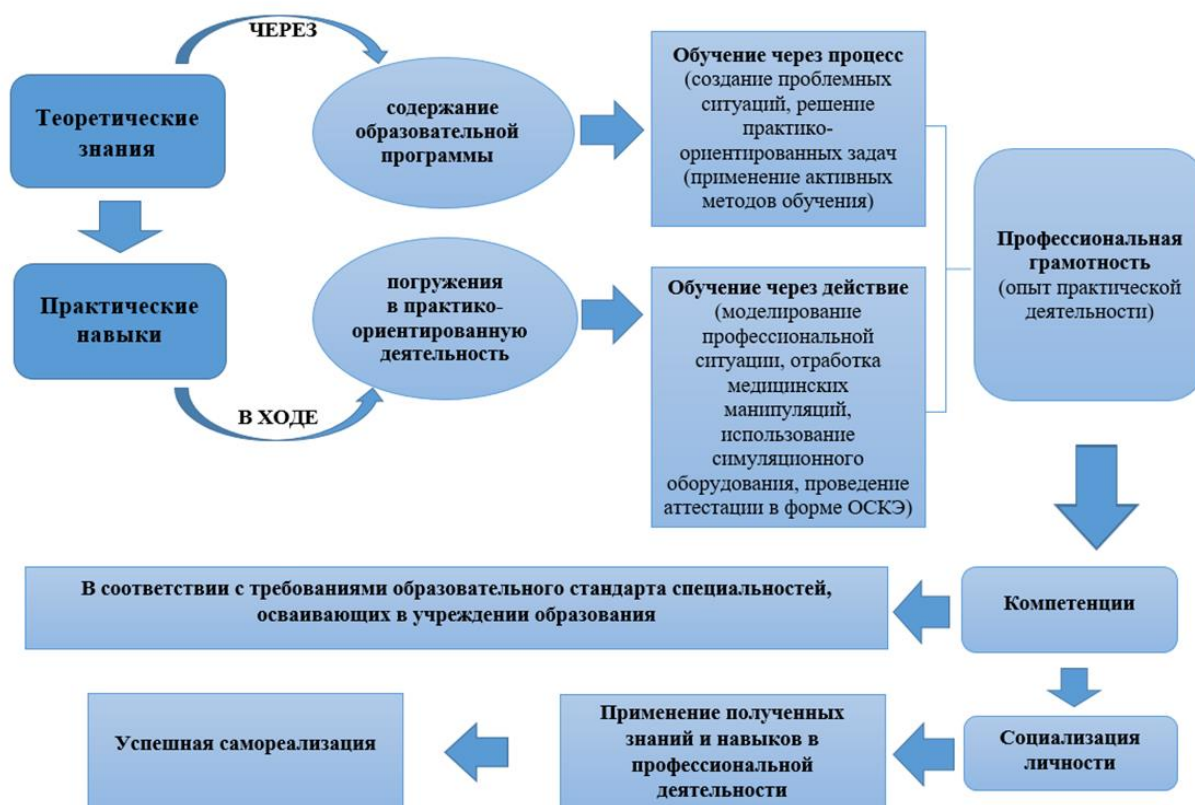 ЧЕРЕЗ
Теоретические
знания
содержание
образовательной
программы
Обучение через процесс
(создание проблемных
ситуаций, решение
практико-
ориентированных задач
(применение активных
методов обучения)
Практические
навыки
погружения
в практико-
ориентированную
деятельность
В ХОДЕ
Обучение через действие
(моделирование
профессиональной
ситуации, отработка
медицинских
манипуляций,
использование
симуляционного
оборудования, проведение
аттестации в форме ОСКЭ)
Профессиональная
грамотность
(опыт практической
деятельности)
Компетенции
В соответствии с требованиями образовательного стандарта специальностей,
осваивающих в учреждении образования
Социализация
личности
Применение полученных
знаний и навыков в
профессиональной
деятельности
Успешная самореализация